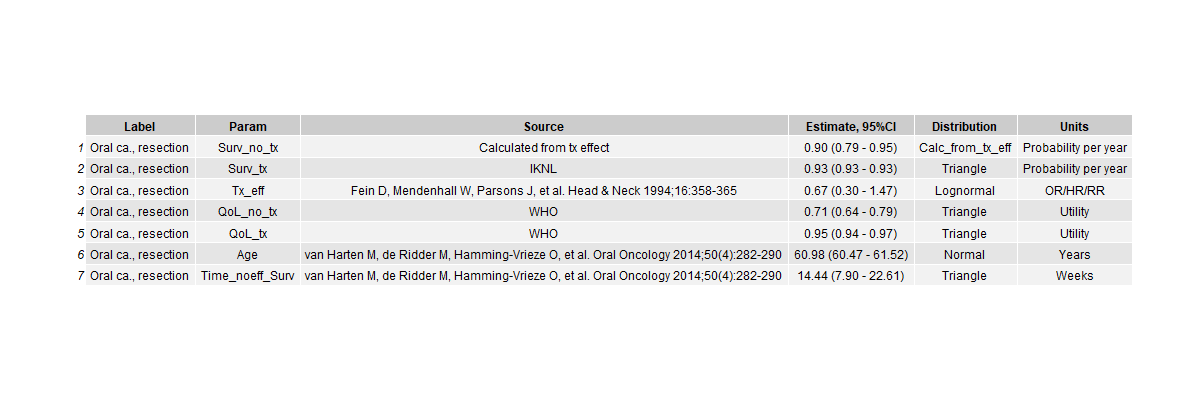 Label Param Source Estimate, 95%CI Distribution Units
1 Oral ca., resection Surv_no_tx Calculated from tx effect 0.90 (0.79 - 0.95) Calc_from_tx_eff Probability per year
2 Oral ca., resection Surv_tx IKNL 0.93 (0.93 - 0.93) Triangle Probability per year
3 Oral ca., resection Tx_eff Fein D, Mendenhall W, Parsons J, et al. Head & Neck 1994;16:358-365 0.67 (0.30 - 1.47) Lognormal OR/HR/RR
4 Oral ca., resection QoL_no_tx WHO 0.71 (0.64 - 0.79) Triangle Utility
5 Oral ca., resection QoL_tx WHO 0.95 (0.94 - 0.97) Triangle Utility
6 Oral ca., resection Age van Harten M, de Ridder M, Hamming-Vrieze O, et al. Oral Oncology 2014;50(4):282-290 60.98 (60.47 - 61.52) Normal Years
7 Oral ca., resection Time_noeff_Surv van Harten M, de Ridder M, Hamming-Vrieze O, et al. Oral Oncology 2014;50(4):282-290 14.44 (7.90 - 22.61) Triangle Weeks